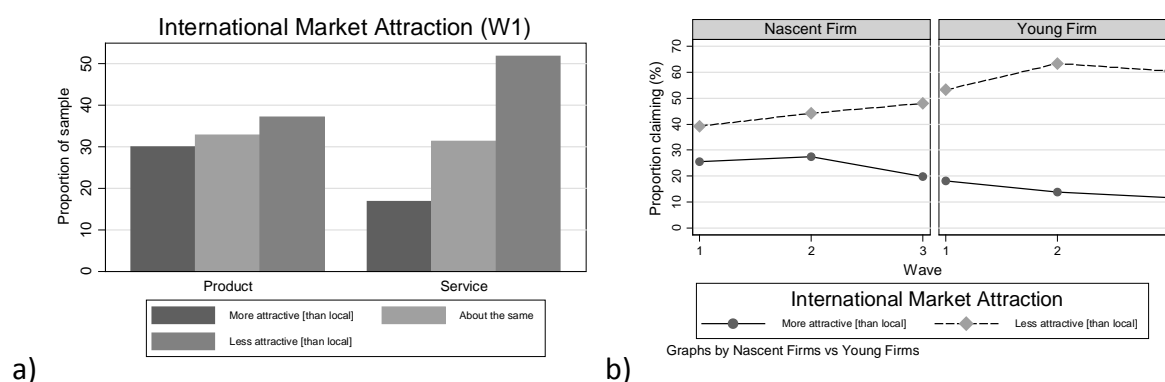 International Market Attraction (W1)
Proportion of sample
50
40
30
20
10
0
Product
Service
More attractive [than local]
About the same
Less attractive [than local]
a)
Nascent Firm
Young Firm
Proportion claiming (%)
70
60
50
40
30
20
10
0
1
2
3
1
2
Wave
International Market Attraction
More attractive [than local]
Less attractive [than local]
Graphs by Nascent Firms vs Young Firms
b)